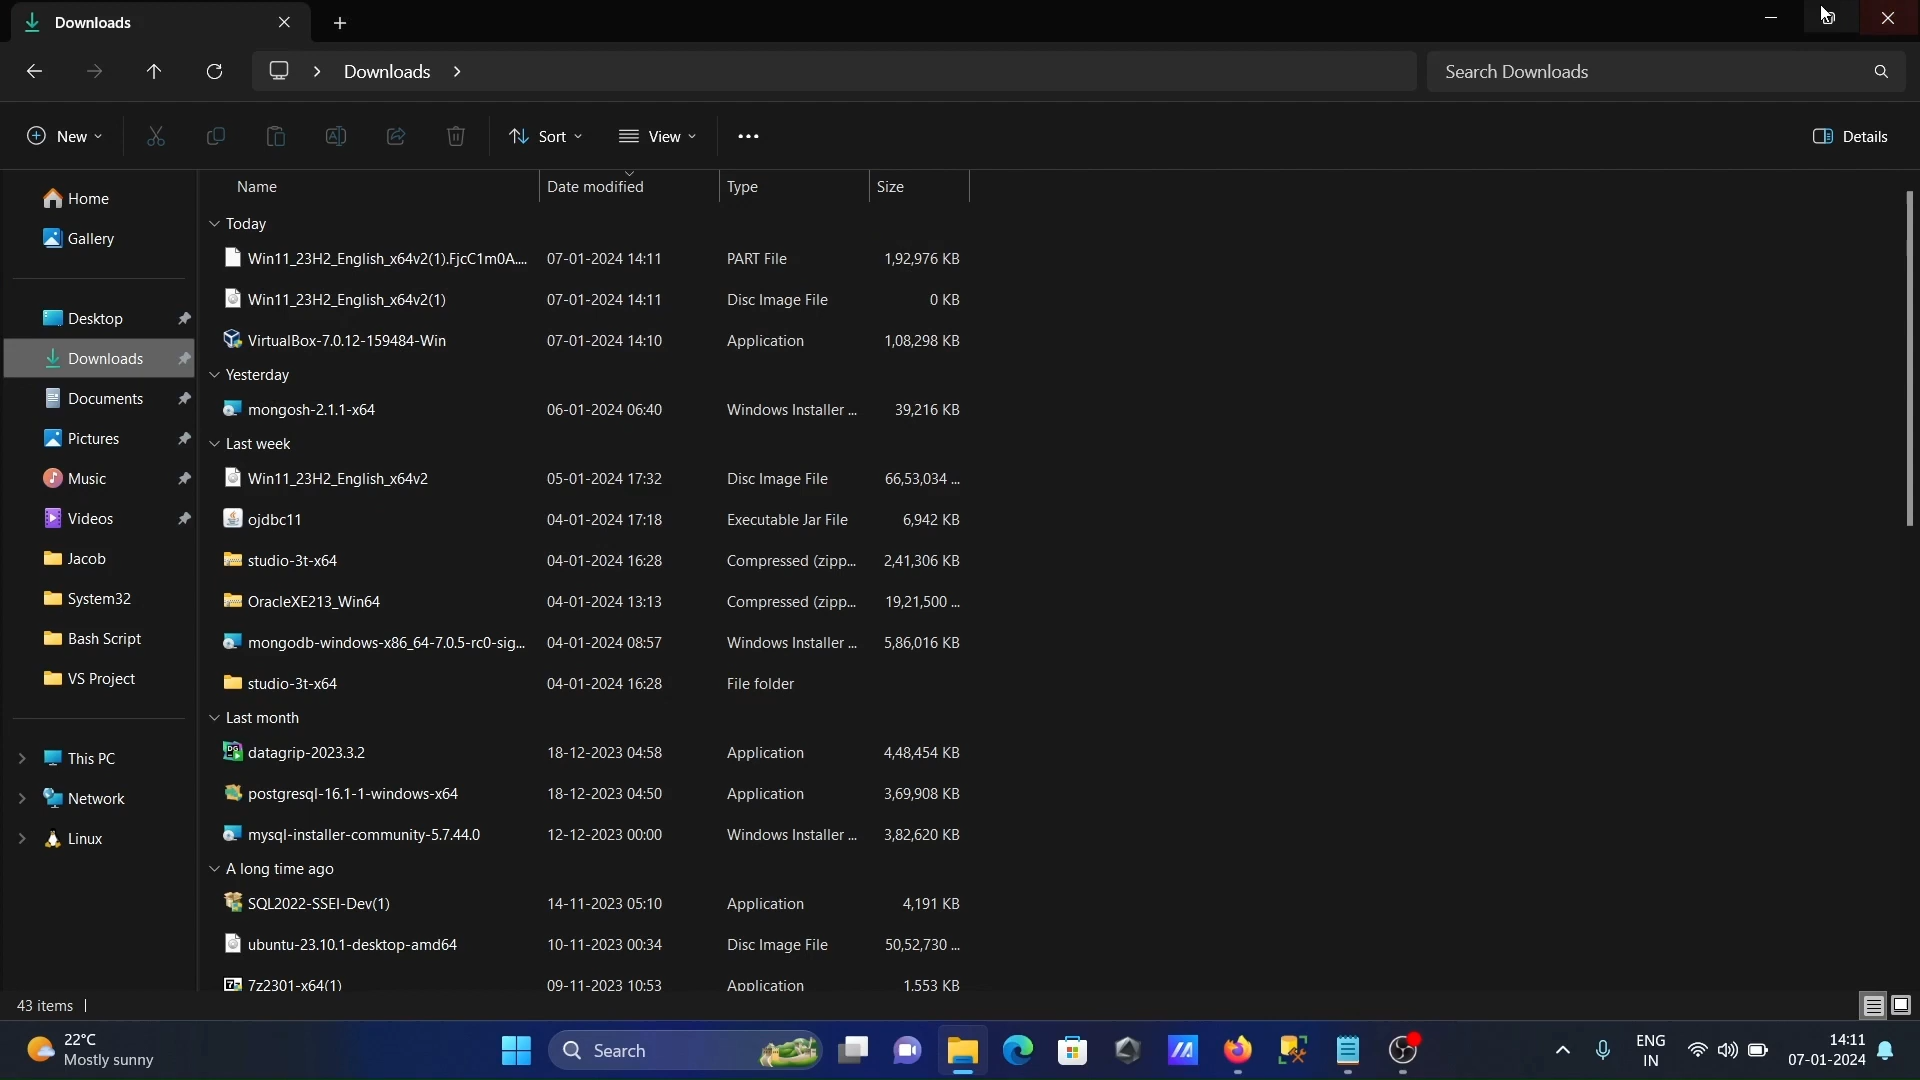 Downloads
Downloads
Search Downloads
New
Sort
View
Details
Name Date modified Type Size
Home
Gallery
Desktop
Downloads
Documents
Pictures
Music
Videos
Jacob
System32
Bash Script
VS Project
This PC
Network
Linux
Today
Win11_23H2_English_x64v2(1).FjcC1m0A.... 07-01-2024 14:11 PART File 1,92,976 KB
Win11_23H2_English_x64v2(1) 07-01-2024 14:11 Disc Image File 0 KB
VirtualBox-7.0.12-159484-Win 07-01-2024 14:10 Application 1,08,298 KB
Yesterday
mongosh-2.1.1-x64 06-01-2024 06:40 Windows Installer ... 39,216 KB
Last week
Win11_23H2_English_x64v2 05-01-2024 17:32 Disc Image File 66,53,034 ...
ojdbc11 04-01-2024 17:18 Executable Jar File 6,942 KB
studio-3t-x64 04-01-2024 16:28 Compressed (zipp... 2,41,306 KB
OracleXE213_Win64 04-01-2024 13:13 Compressed (zipp... 19,21,500 ...
mongodb-windows-x86_64-7.0.5-rc0-sig... 04-01-2024 08:57 Windows Installer ... 5,86,016 KB
studio-3t-x64 04-01-2024 16:28 File folder
Last month
datagrip-2023.3.2 18-12-2023 04:58 Application 4,48,454 KB
postgresql-16.1-1-windows-x64 18-12-2023 04:50 Application 3,69,908 KB
mysql-installer-community-5.7.44.0 12-12-2023 00:00 Windows Installer ... 3,82,620 KB
A long time ago
SQL2022-SSEI-Dev(1) 14-11-2023 05:10 Application 4,191 KB
ubuntu-23.10.1-desktop-amd64 10-11-2023 00:34 Disc Image File 50,52,730 ...
7z2301-x64(1) 09-11-2023 10:53 Application 1,553 KB
43 items
22°C
Mostly sunny
Search
ENG
IN
14:11
07-01-2024